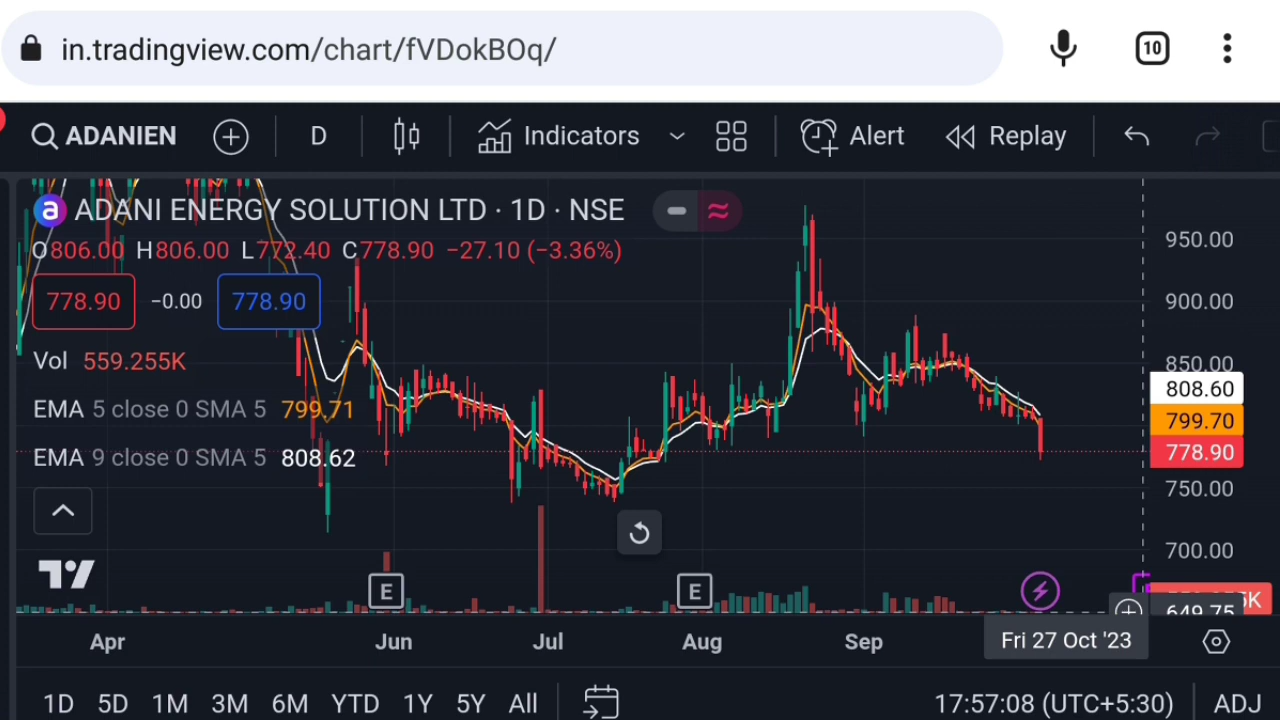 in.tradingview.com/chart/fVDokBOq/ 10
ADANIEN D Indicators Alert Replay
a ADANI ENERGY SOLUTION LTD · 1D · NSE
O806.00 H806.00 L772.40 C778.90 −27.10 (−3.36%)
778.90 −0.00 778.90
Vol 559.255K
EMA 5 close 0 SMA 5 799.71
EMA 9 close 0 SMA 5 808.62
950.00
900.00
850.00
808.60
799.70
778.90
750.00
700.00
E E
649.75
Apr Jun Jul Aug Sep Fri 27 Oct '23
1D 5D 1M 3M 6M YTD 1Y 5Y All 17:57:08 (UTC+5:30) ADJ